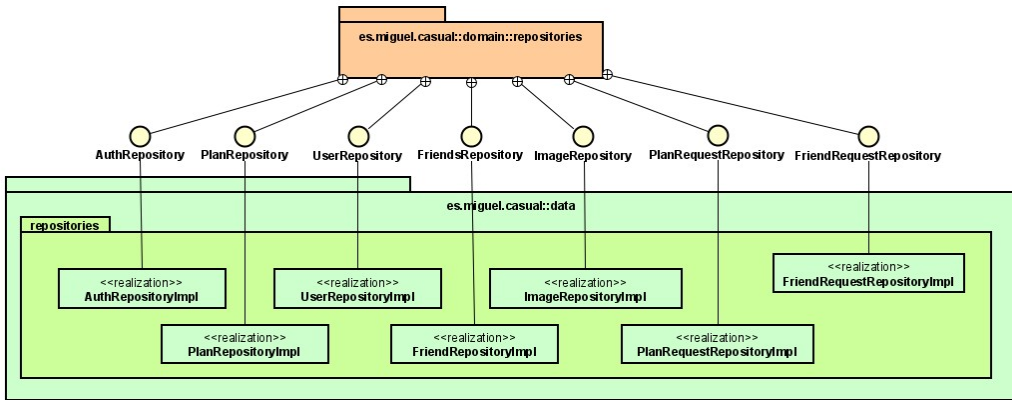 es.miguel.casual::domain::repositories
AuthRepository
PlanRepository
UserRepository
FriendsRepository
ImageRepository
PlanRequestRepository
FriendRequestRepository
es.miguel.casual::data
repositories
<<realization>>
AuthRepositoryImpl
<<realization>>
UserRepositoryImpl
<<realization>>
ImageRepositoryImpl
<<realization>>
FriendRequestRepositoryImpl
<<realization>>
PlanRepositoryImpl
<<realization>>
FriendRepositoryImpl
<<realization>>
PlanRequestRepositoryImpl